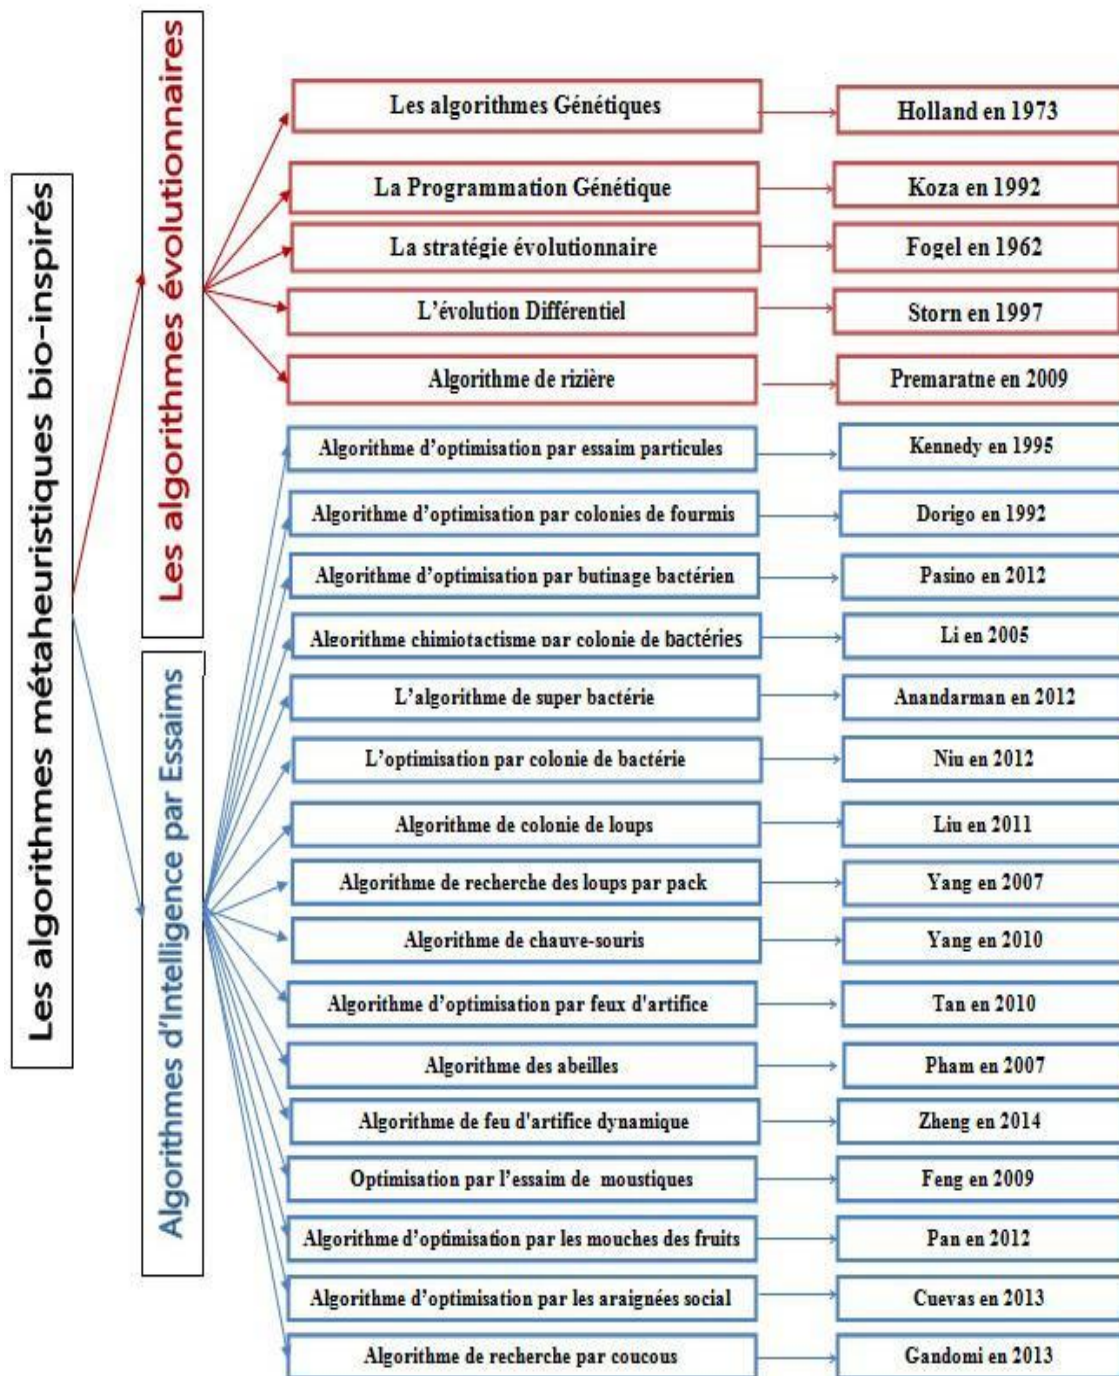 Les algorithmes métaheuristiques bio-inspirés
Les algorithmes évolutionnaires
Les algorithmes Génétiques
Holland en 1973
La Programmation Génétique
Koza en 1992
La stratégie évolutionnaire
Fogel en 1962
L'évolution Différentiel
Storn en 1997
Algorithme de rizière
Premaratne en 2009
Algorithmes d'Intelligence par Essaims
Algorithme d'optimisation par essaim particules
Kennedy en 1995
Algorithme d'optimisation par colonies de fourmis
Dorigo en 1992
Algorithme d'optimisation par butinage bactérien
Pasino en 2012
Algorithme chimiotactisme par colonie de bactéries
Li en 2005
L'algorithme de super bactérie
Anandarman en 2012
L'optimisation par colonie de bactérie
Niu en 2012
Algorithme de colonie de loups
Liu en 2011
Algorithme de recherche des loups par pack
Yang en 2007
Algorithme de chauve-souris
Yang en 2010
Algorithme d'optimisation par feux d'artifice
Tan en 2010
Algorithme des abeilles
Pham en 2007
Algorithme de feu d'artifice dynamique
Zheng en 2014
Optimisation par l'essaim de moustiques
Feng en 2009
Algorithme d'optimisation par les mouches des fruits
Pan en 2012
Algorithme d'optimisation par les araignées social
Cuevas en 2013
Algorithme de recherche par coucous
Gandomi en 2013